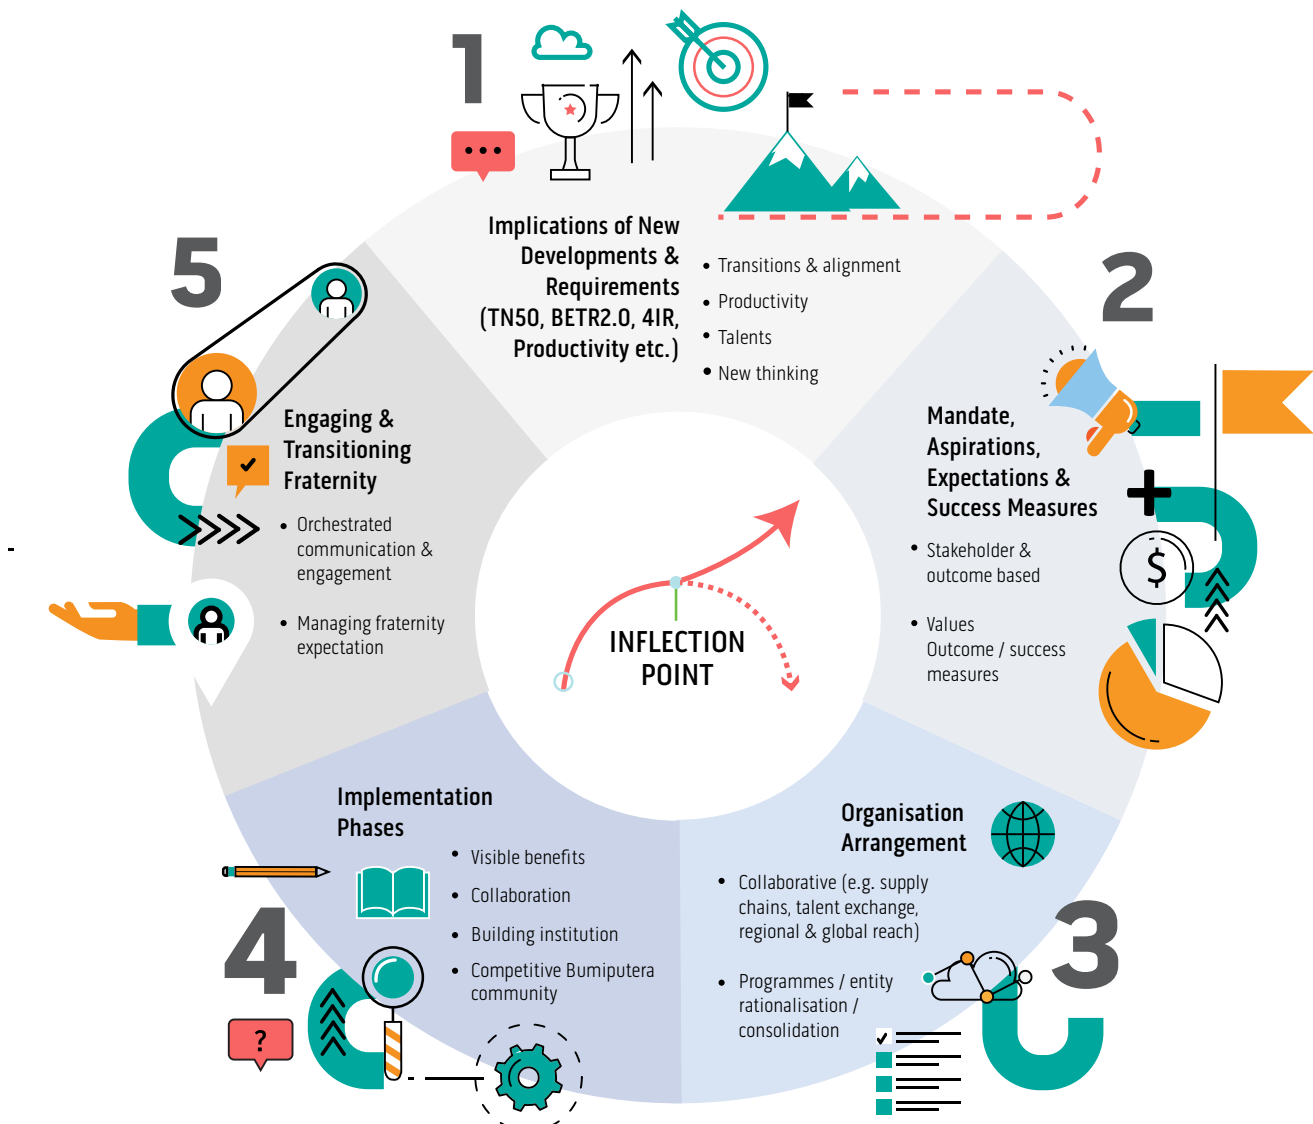 1
Implications of New
Developments &
Requirements
(TN50, BETR2.0, 4IR,
Productivity etc.)
• Transitions & alignment
• Productivity
• Talents
• New thinking
2
Mandate,
Aspirations,
Expectations &
Success Measures
• Stakeholder &
outcome based
• Values
Outcome / success
measures
$
3
Organisation
Arrangement
• Collaborative (e.g. supply
chains, talent exchange,
regional & global reach)
• Programmes / entity
rationalisation /
consolidation
4
Implementation
Phases
• Visible benefits
• Collaboration
• Building institution
• Competitive Bumiputera
community
?
5
Engaging &
Transitioning
Fraternity
• Orchestrated
communication &
engagement
• Managing fraternity
expectation
INFLECTION
POINT